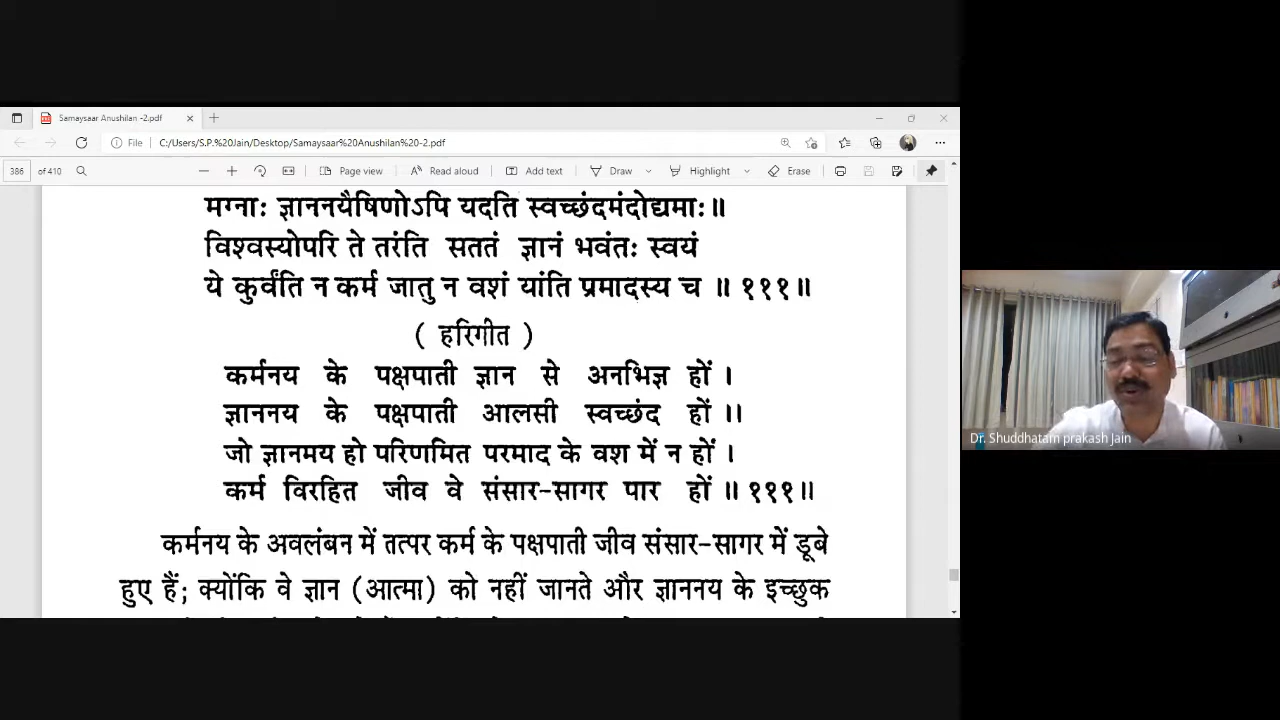 Samaysaar Anushilan -2.pdf
File C:/Users/S.P.%20Jain/Desktop/Samaysaar%20Anushilan%20-2.pdf
386 of 410 Page view Read aloud Add text Draw Highlight Erase
मग्नाः ज्ञाननयैषिणोऽपि यदति स्वच्छंदमंदोद्यमाः॥
विश्वस्योपरि ते तरंति सततं ज्ञानं भवंतः स्वयं
ये कुर्वंति न कर्म जातु न वशं यांति प्रमादस्य च ॥ १११॥
( हरिगीत )
कर्मनय के पक्षपाती ज्ञान से अनभिज्ञ हों ।
ज्ञाननय के पक्षपाती आलसी स्वच्छंद हों ।।
जो ज्ञानमय हो परिणमित परमाद के वश में न हों ।
कर्म विरहित जीव वे संसार-सागर पार हों ॥ १११॥
कर्मनय के अवलंबन में तत्पर कर्म के पक्षपाती जीव संसार-सागर में डूबे
हुए हैं; क्योंकि वे ज्ञान (आत्मा) को नहीं जानते और ज्ञाननय के इच्छुक
Dr. Shuddhatam prakash Jain